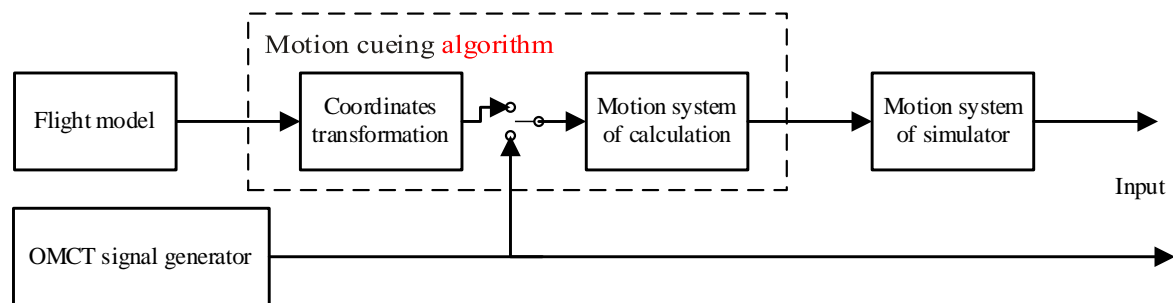 Motion cueing algorithm
Flight model
Coordinates
transformation
Motion system
of calculation
Motion system
of simulator
Input
OMCT signal generator